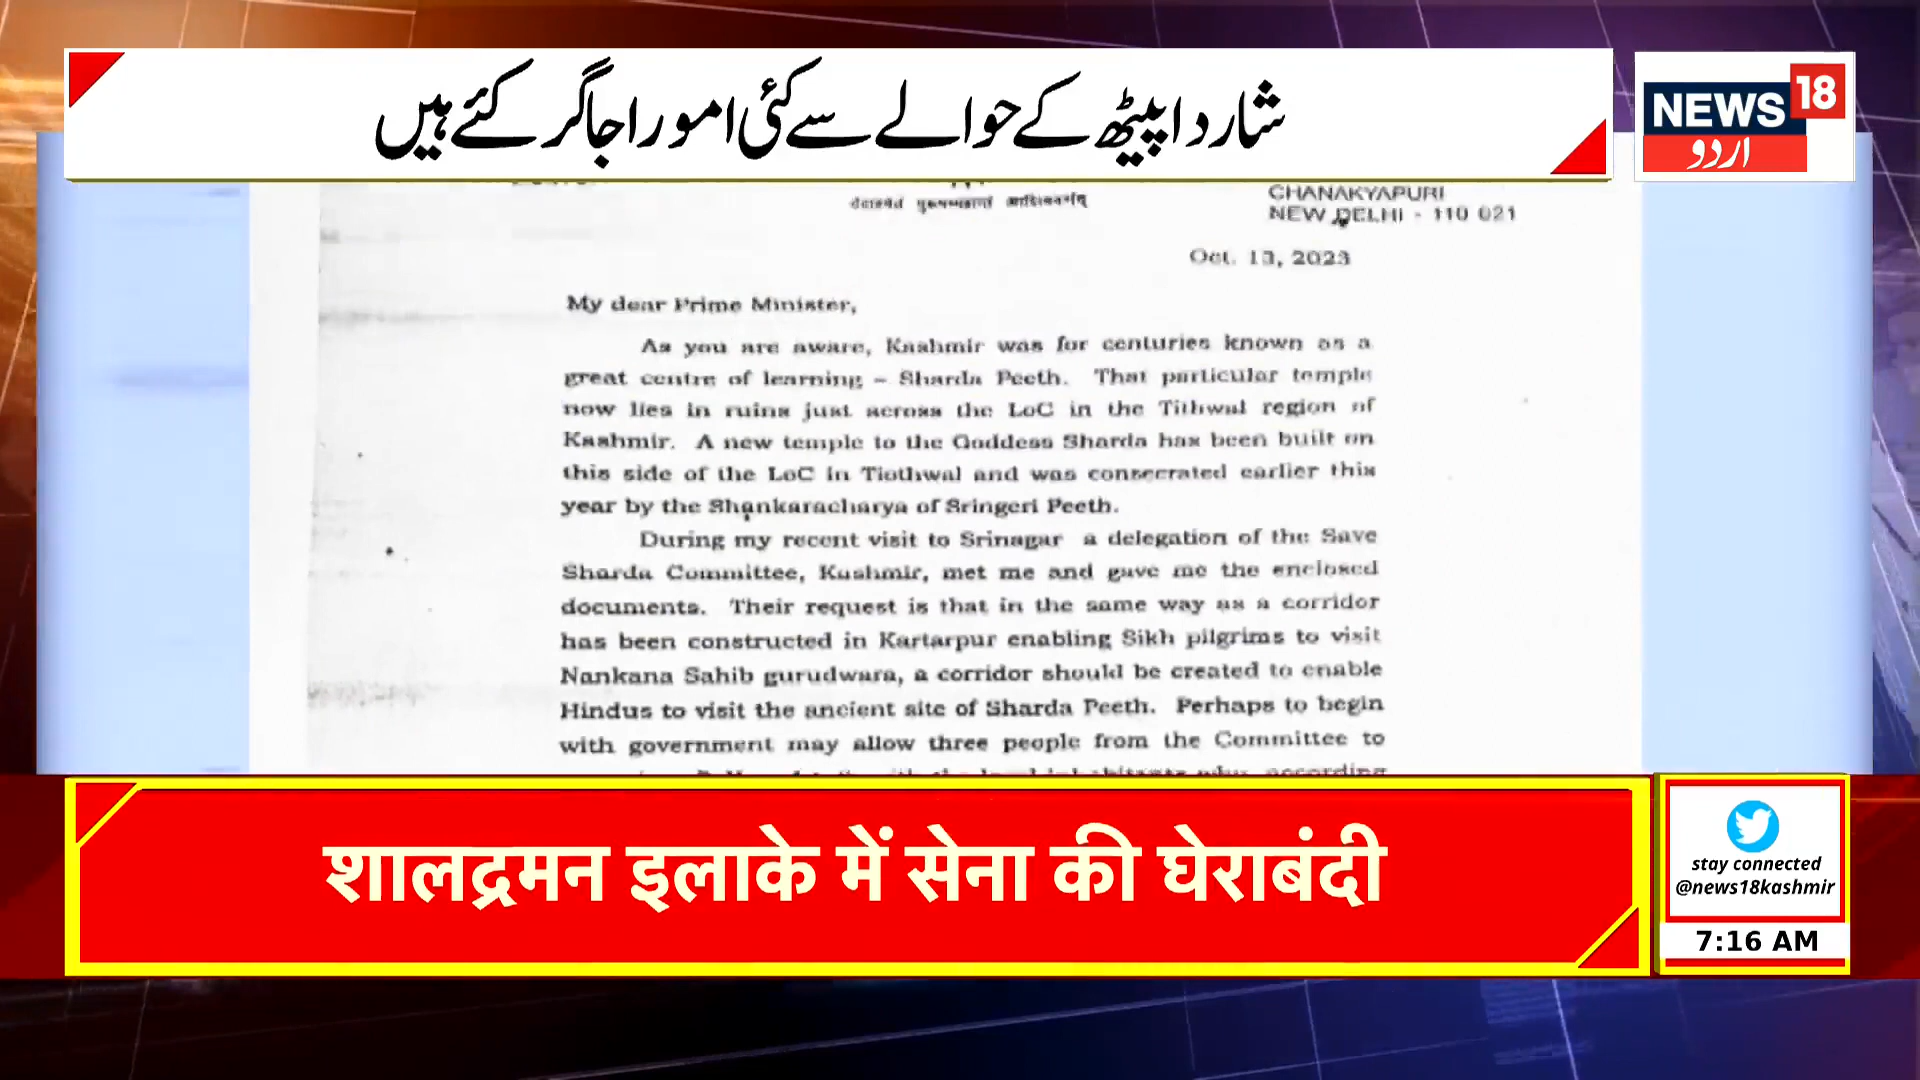 شاردا پیٹھ کے حوالے سے کئی امور اجاگر کئے ہیں
NEWS 18
اردو
CHANAKYAPURI
NEW DELHI - 110 021
Oct. 13, 2023
My dear Prime Minister,
As you are aware, Kashmir was for centuries known as a
great centre of learning – Sharda Peeth. That particular temple
now lies in ruins just across the LoC in the Tithwal region of
Kashmir. A new temple to the Goddess Sharda has been built on
this side of the LoC in Tiothwal and was consecrated earlier this
year by the Shankaracharya of Sringeri Peeth.
During my recent visit to Srinagar a delegation of the Save
Sharda Committee, Kashmir, met me and gave me the enclosed
documents. Their request is that in the same way as a corridor
has been constructed in Kartarpur enabling Sikh pilgrims to visit
Nankana Sahib gurudwara, a corridor should be created to enable
Hindus to visit the ancient site of Sharda Peeth. Perhaps to begin
with government may allow three people from the Committee to
शालद्रमन इलाके में सेना की घेराबंदी
stay connected
@news18kashmir
7:16 AM